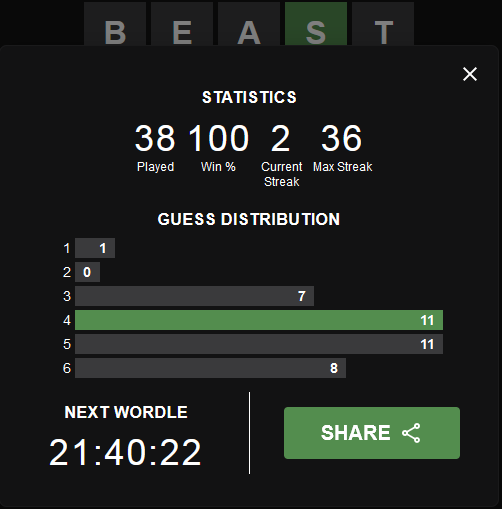 B E A S T
STATISTICS
38 100 2 36
Played Win % Current Streak Max Streak
GUESS DISTRIBUTION
1 1
2 0
3 7
4 11
5 11
6 8
NEXT WORDLE
21:40:22
SHARE